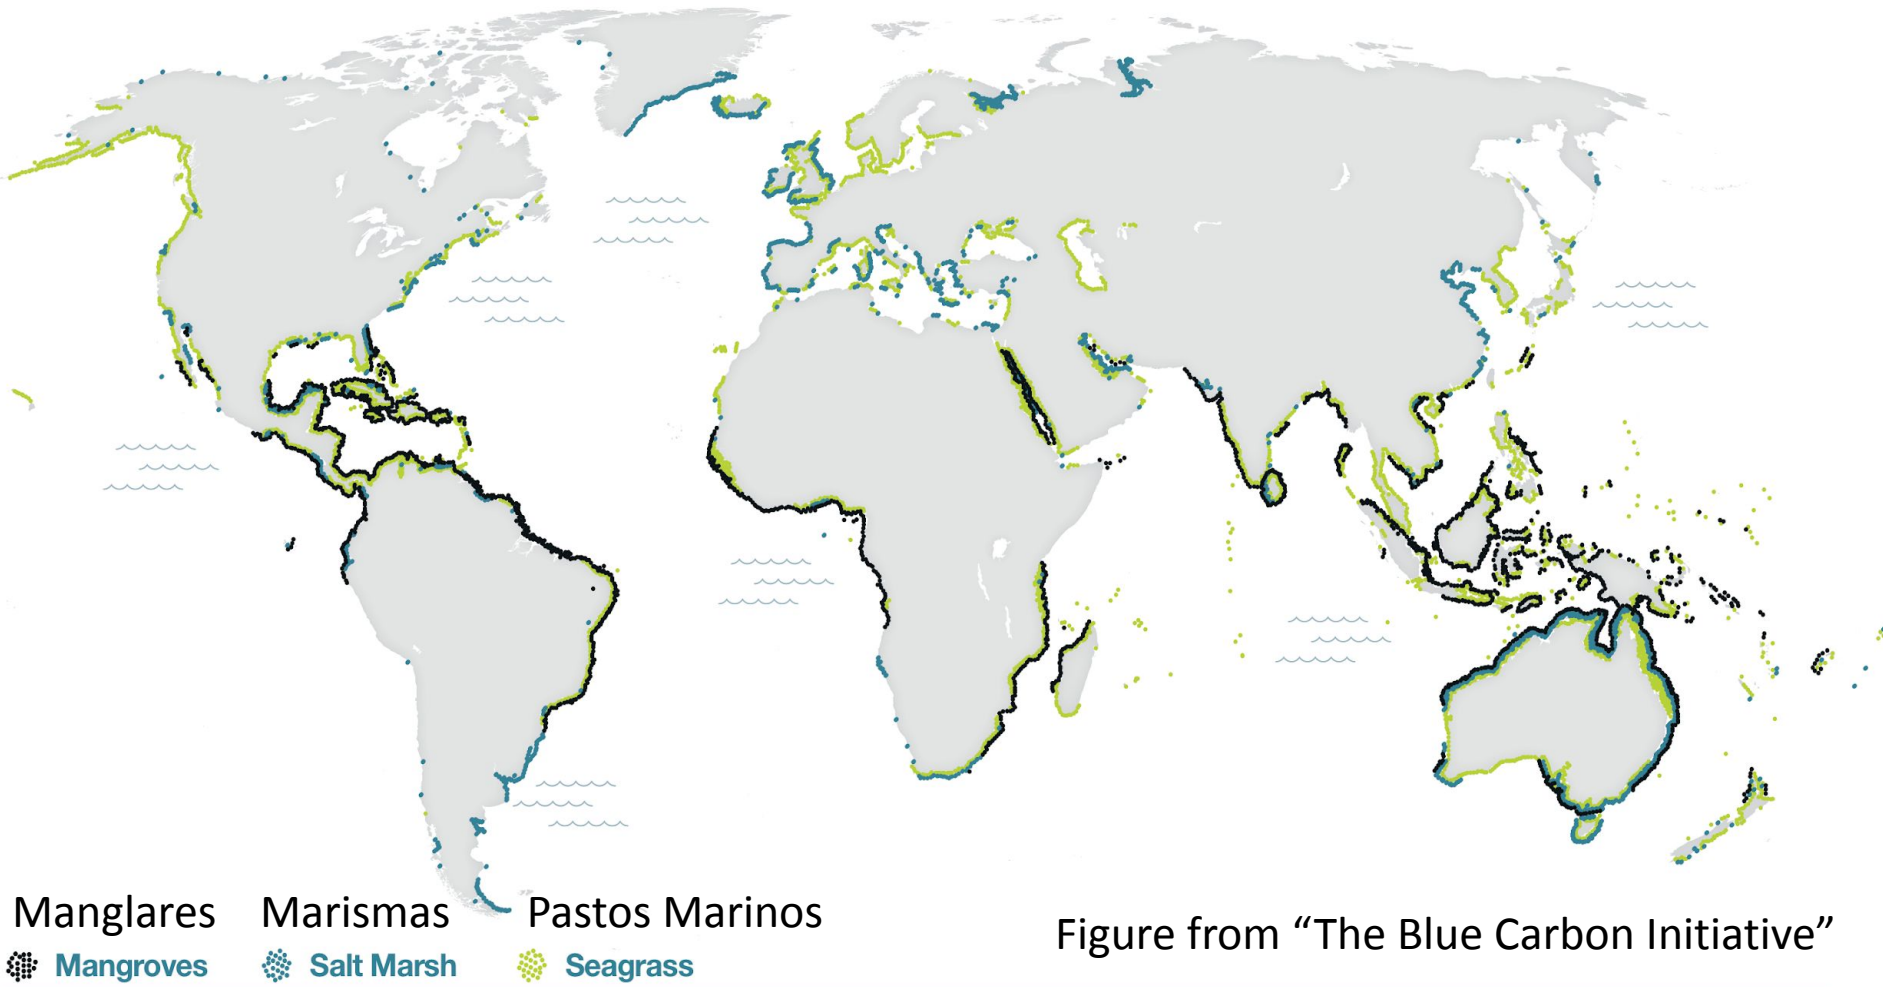 Manglares Marismas Pastos Marinos
Mangroves Salt Marsh Seagrass
Figure from “The Blue Carbon Initiative”